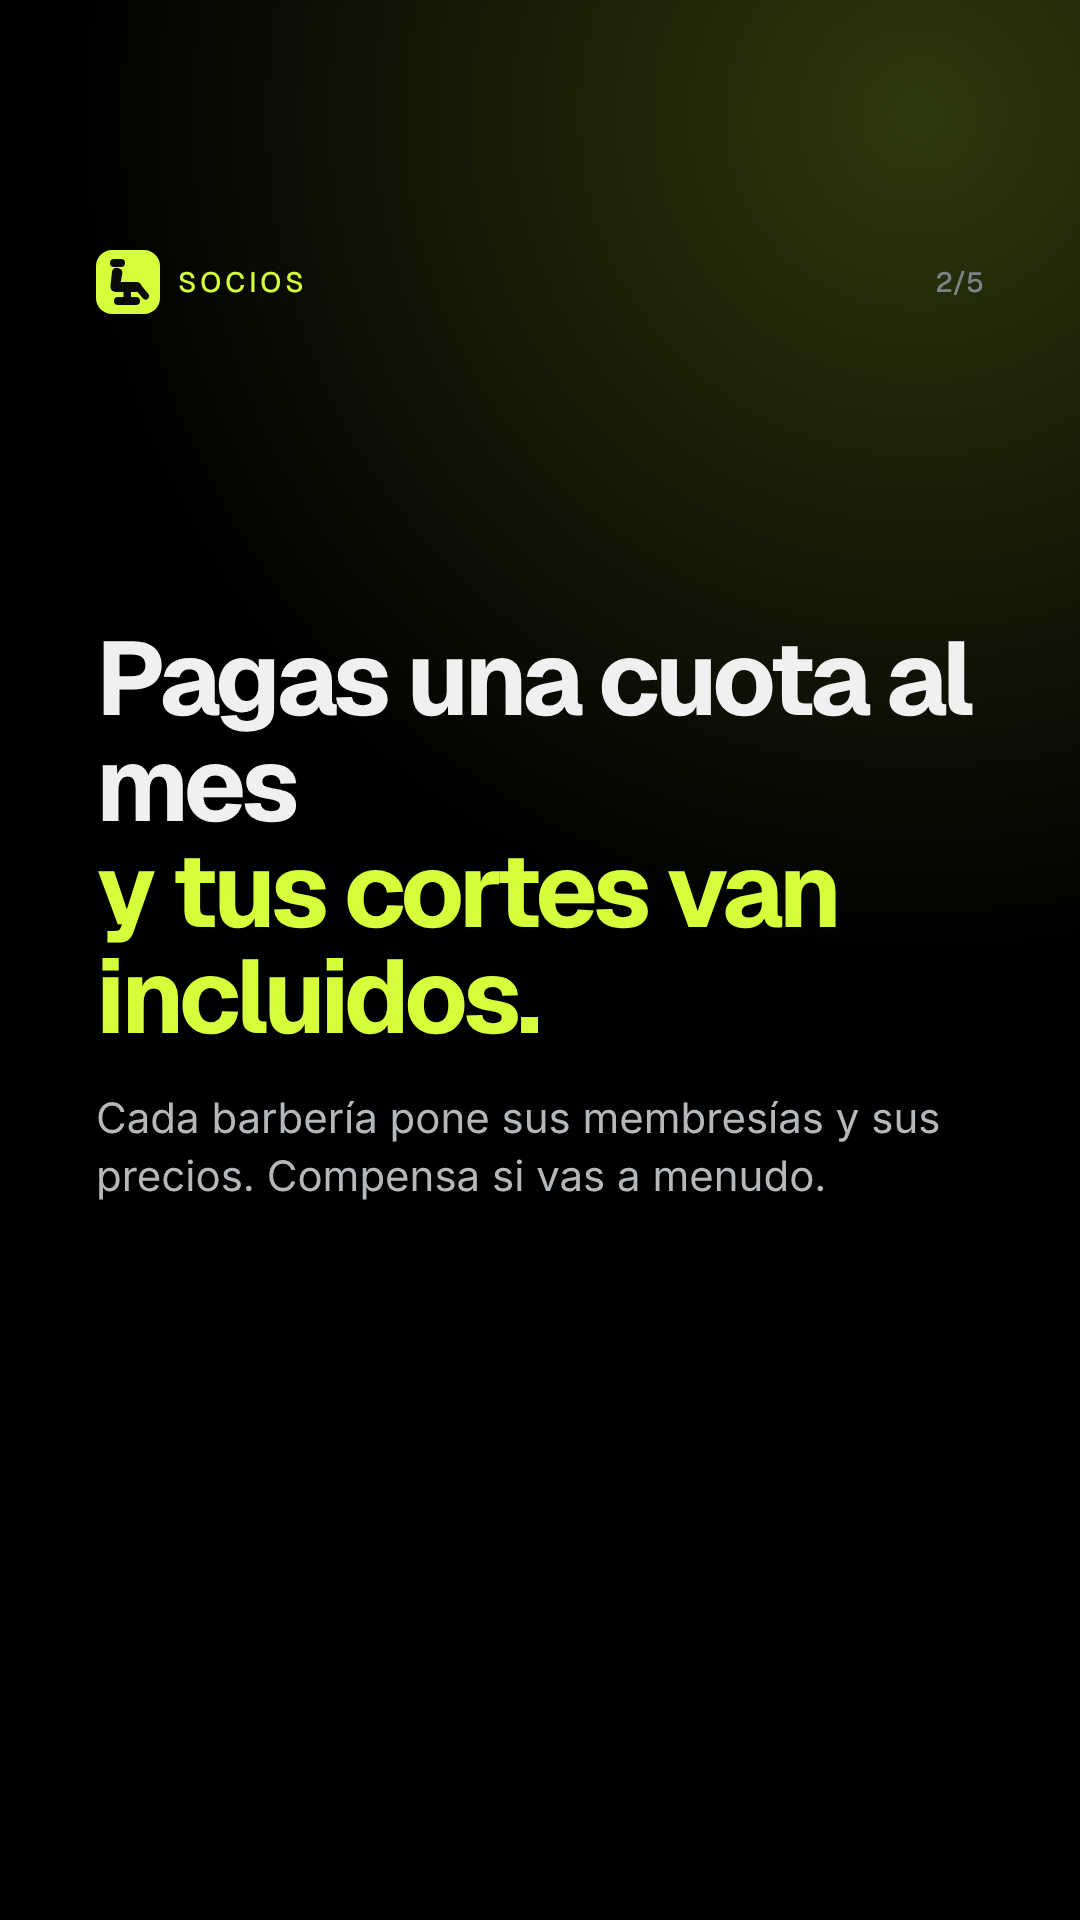 SOCIOS
2/5
Pagas una cuota al
mes
y tus cortes van
incluidos.
Cada barbería pone sus membresías y sus
precios. Compensa si vas a menudo.